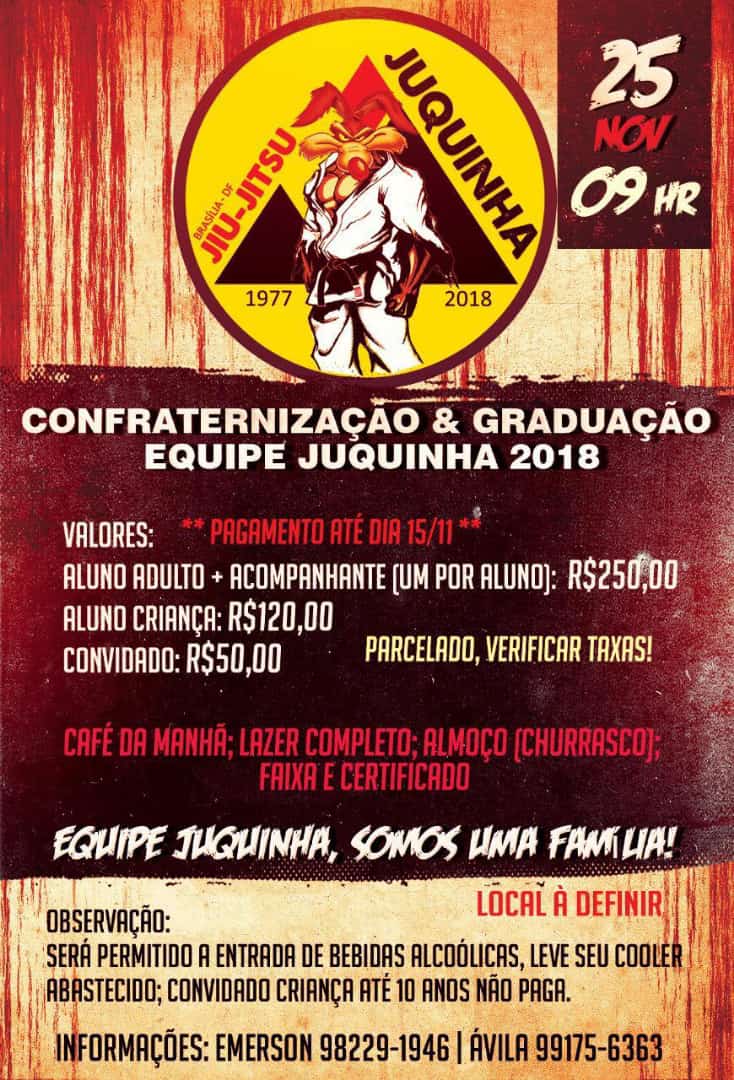 25
NOV
09 HR
BRASÍLIA - DF
JIU-JITSU
JUQUINHA
1977
2018
CONFRATERNIZAÇÃO & GRADUAÇÃO
EQUIPE JUQUINHA 2018
VALORES: ** PAGAMENTO ATÉ DIA 15/11 **
ALUNO ADULTO + ACOMPANHANTE (UM POR ALUNO): R$250,00
ALUNO CRIANÇA: R$120,00
CONVIDADO: R$50,00
PARCELADO, VERIFICAR TAXAS!
CAFÉ DA MANHÃ; LAZER COMPLETO; ALMOÇO (CHURRASCO);
FAIXA E CERTIFICADO
EQUIPE JUQUINHA, SOMOS UMA FAMÍLIA!
LOCAL À DEFINIR
OBSERVAÇÃO:
SERÁ PERMITIDO A ENTRADA DE BEBIDAS ALCOÓLICAS, LEVE SEU COOLER
ABASTECIDO; CONVIDADO CRIANÇA ATÉ 10 ANOS NÃO PAGA.
INFORMAÇÕES: EMERSON 98229-1946 | ÁVILA 99175-6363